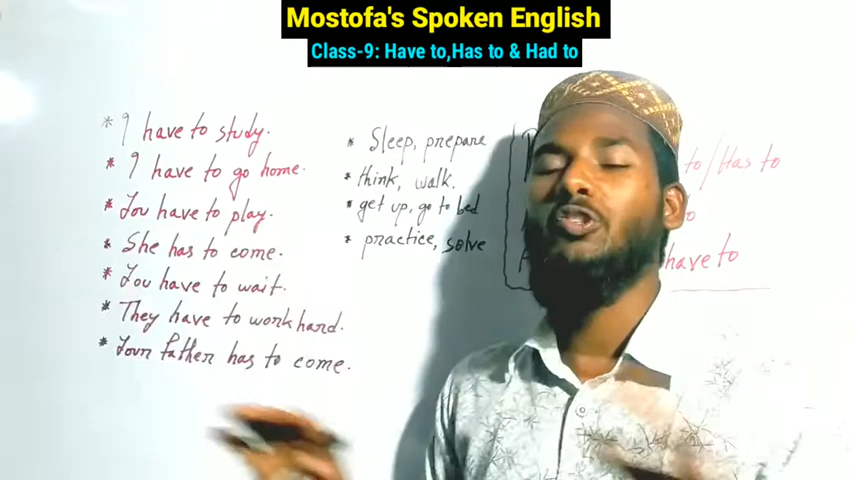 Mostofa's Spoken English
Class-9: Have to,Has to & Had to
* I have to study.
* I have to go home.
* You have to play.
* She has to come.
* You have to wait.
* They have to work hard.
* Your father has to come.
* Sleep, prepare
* think, walk.
* get up, go to bed
* practice, solve
to/Has to
to
have to